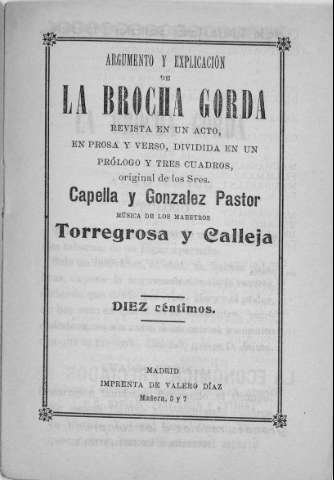 ARGUMENTO Y EXPLICACIÓN
DE
LA BROCHA GORDA
REVISTA EN UN ACTO,
EN PROSA Y VERSO, DIVIDIDA EN UN
PRÓLOGO Y TRES CUADROS,
original de los Sres.
Capella y Gonzalez Pastor
MÚSICA DE LOS MAESTROS
Torregrosa y Calleja
DIEZ céntimos.
MADRID
IMPRENTA DE VALERO DÍAZ
y 7